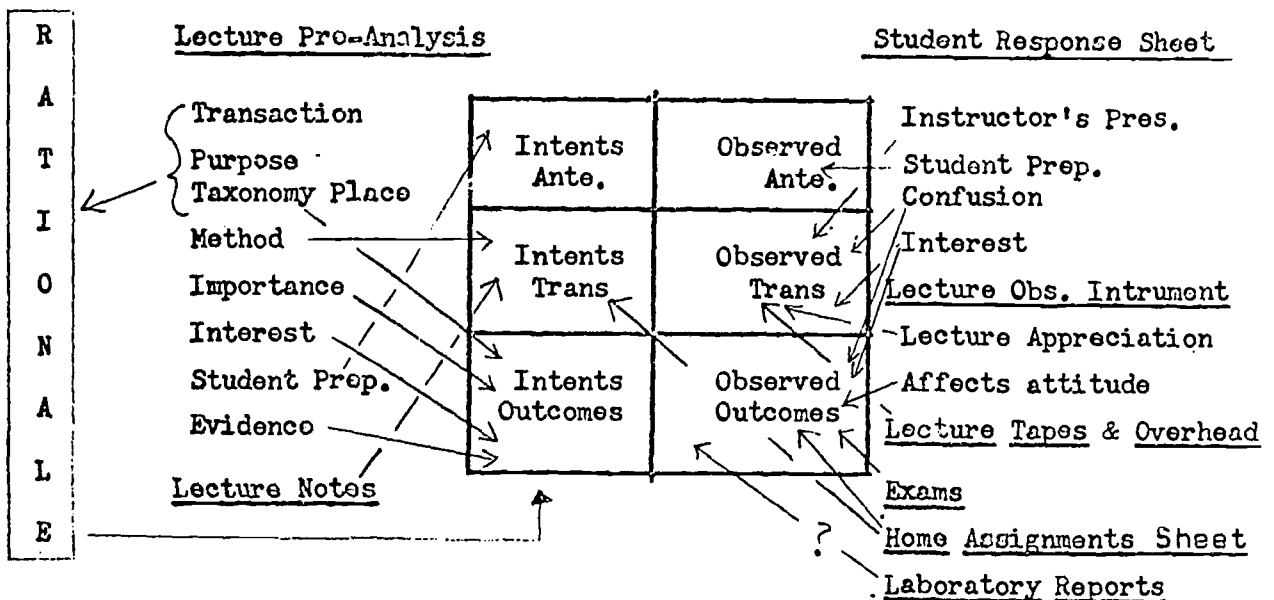 RATIONALE
Lecture Pro-Analysis
Transaction
Purpose
Taxonomy Place
Method
Importance
Interest
Student Prep.
Evidence
Lecture Notes
Intents
Ante.
Observed
Ante.
Intents
Trans
Observed
Trans
Intents
Outcomes
Observed
Outcomes
Student Response Sheet
Instructor's Pres.
Student Prep.
Confusion
Interest
Lecture Obs. Intrument
Lecture Appreciation
Affects attitude
Lecture Tapes & Overhead
Exams
Home Assignments Sheet
?
Laboratory Reports